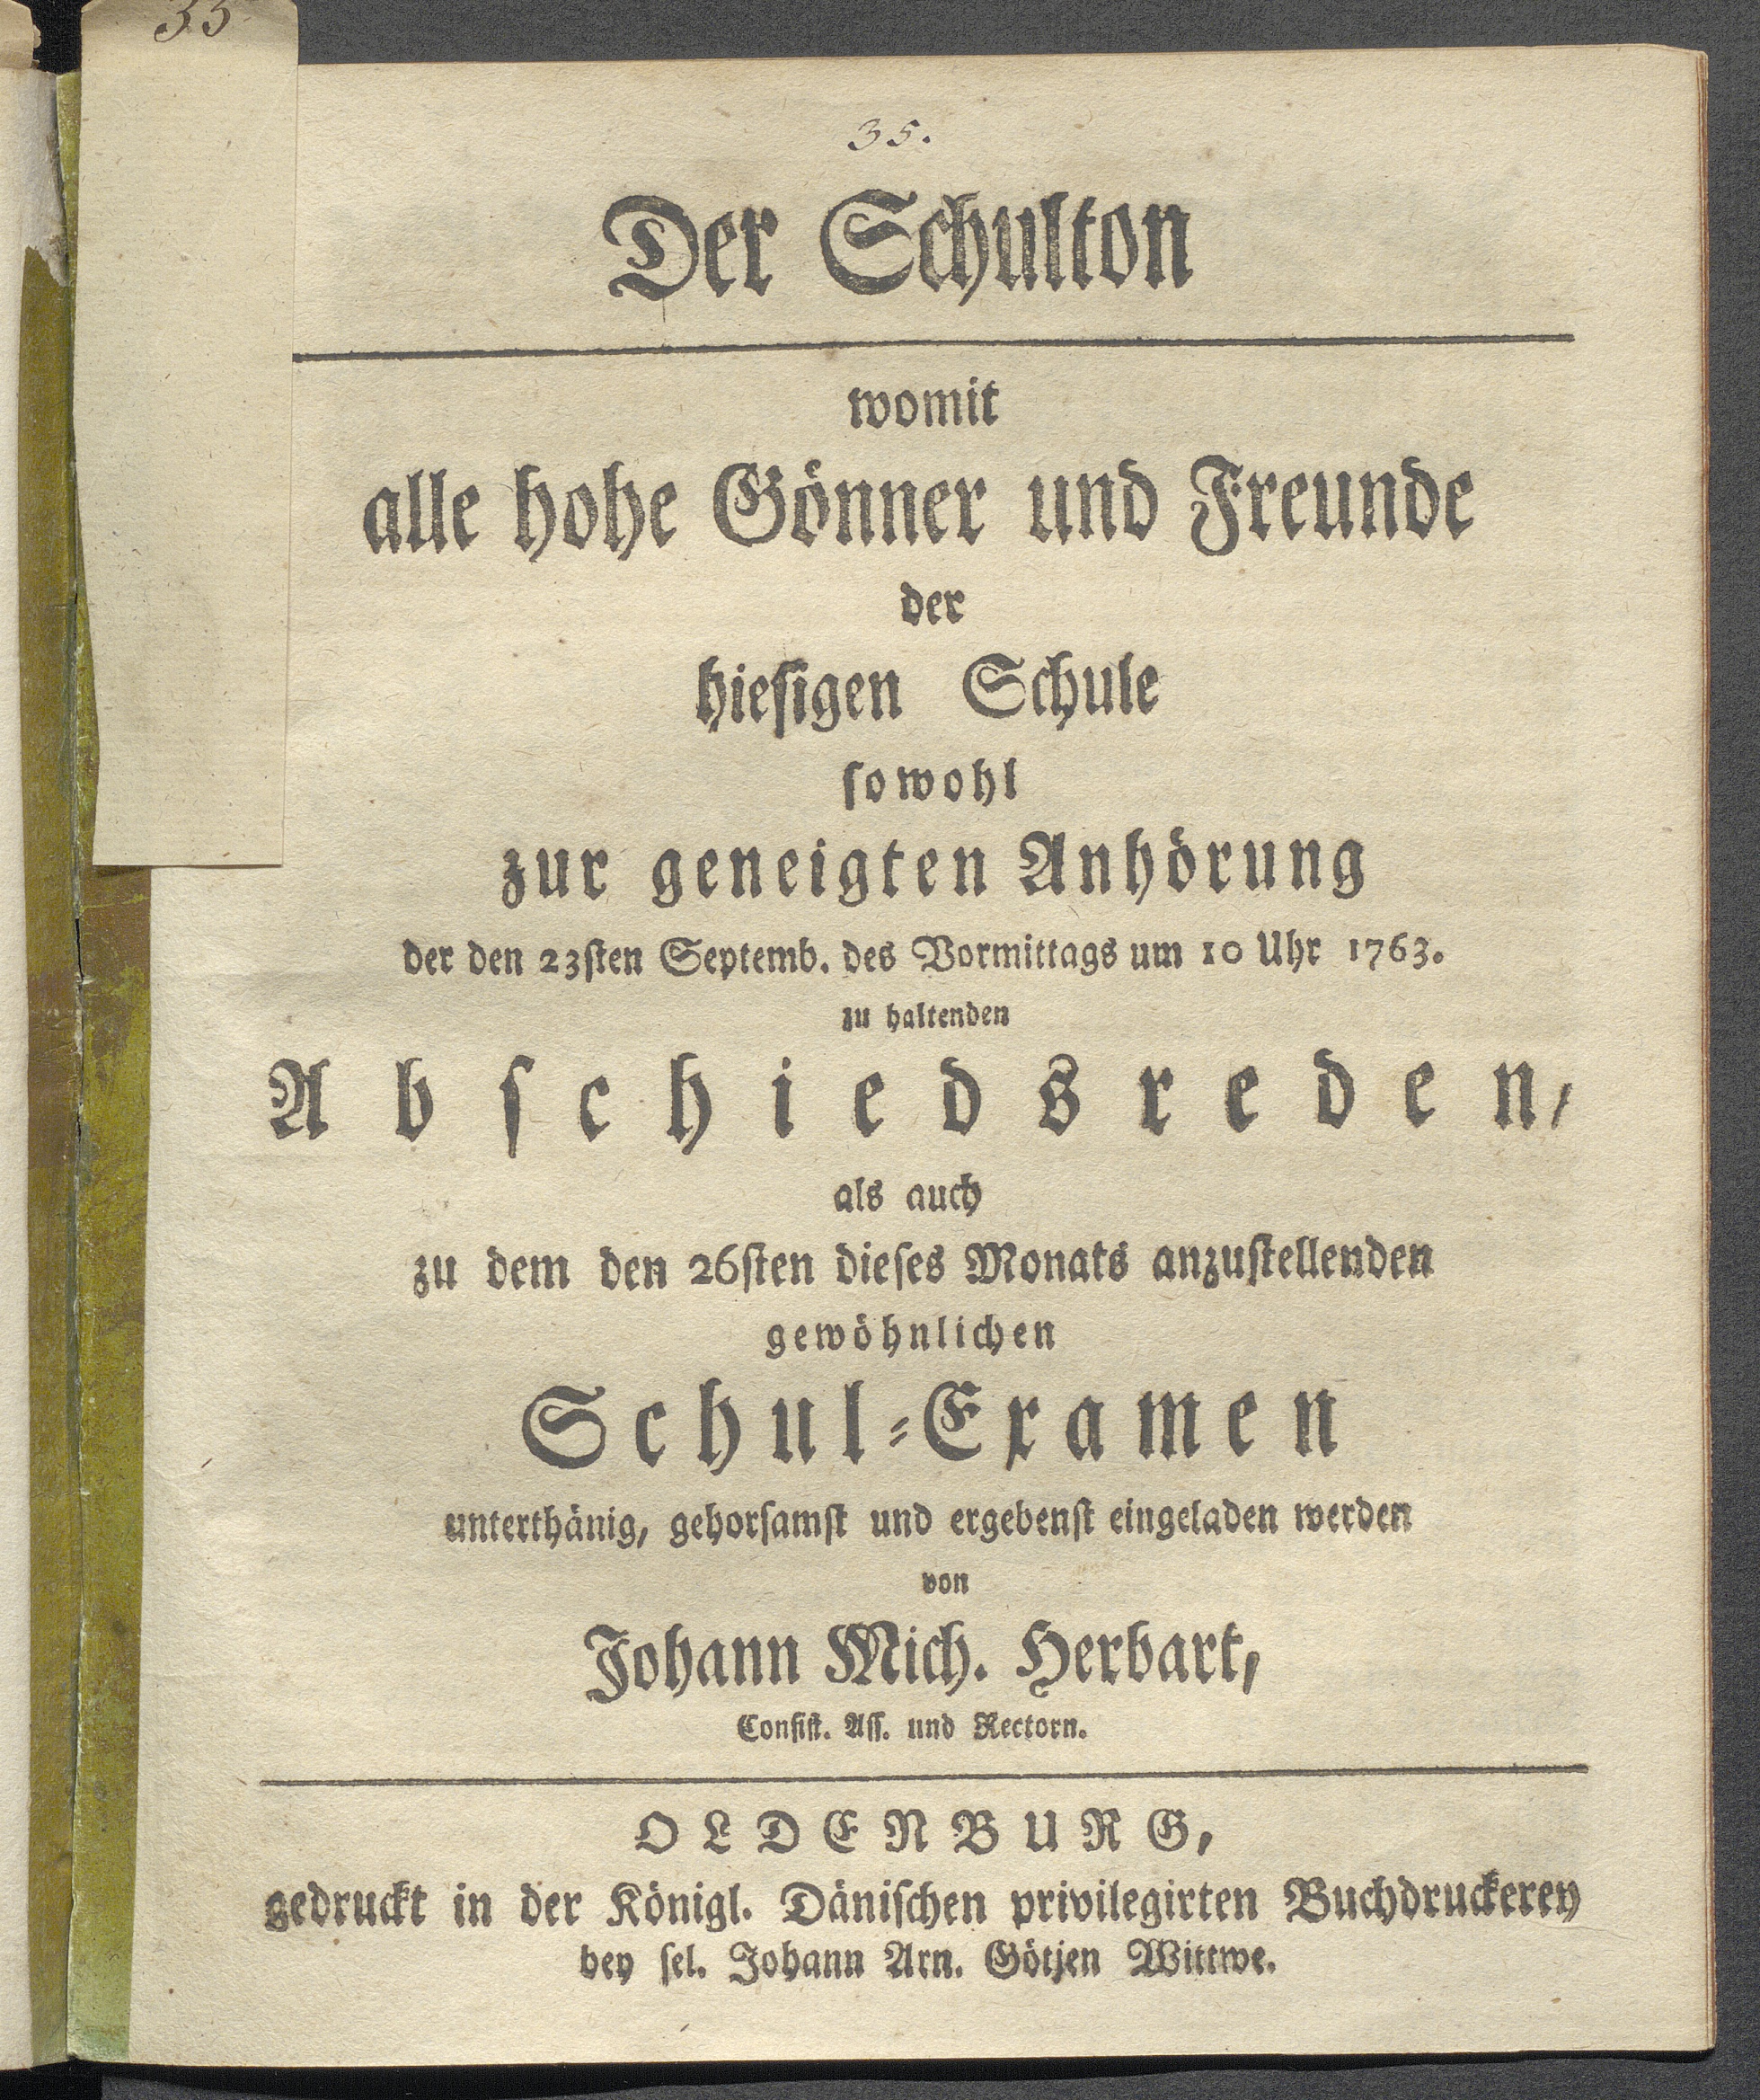 35
35.
Der Schulton
womit
alle hohe Gönner und Freunde
der
hieſigen Schule
ſowohl
zur geneigten Anhörung
der den 23ſten Septemb. des Vormittags um 10 Uhr 1763.
zu haltenden
Abſchiedsreden,
als auch
zu dem den 26ſten dieſes Monats anzuſtellenden
gewöhnlichen
Schul-Examen
unterthänig, gehorſamſt und ergebenſt eingeladen werden
von
Johann Mich. Herbart,
Conſiſt. Aſſ. und Rectorn.
OLDENBURG,
gedruckt in der Königl. Däniſchen privilegirten Buchdruckerey
bey ſel. Johann Arn. Götjen Wittwe.